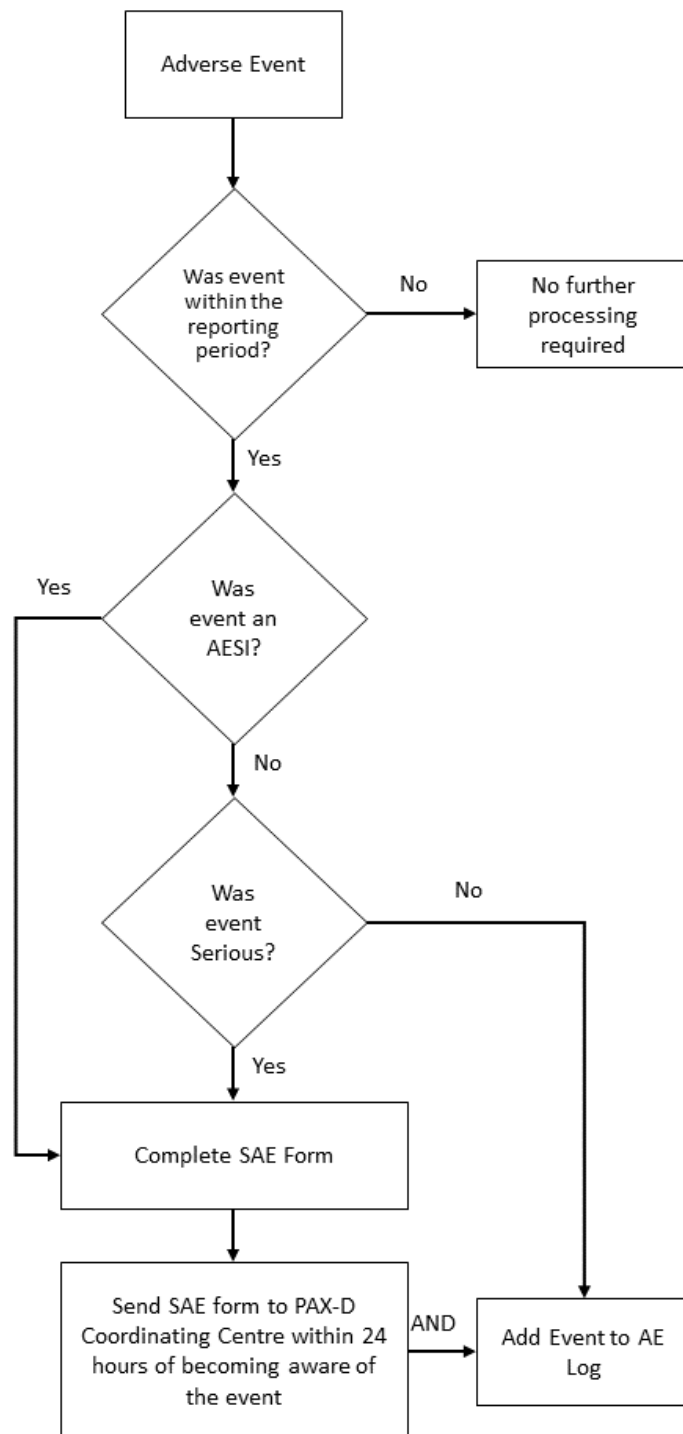 Adverse Event
Was event
within the
reporting
period?
No
No further
processing
required
Yes
Yes
Was
event an
AESI?
No
Was
event
Serious?
No
Yes
Complete SAE Form
Send SAE form to PAX-D
Coordinating Centre within 24
hours of becoming aware of
the event
AND
Add Event to AE
Log